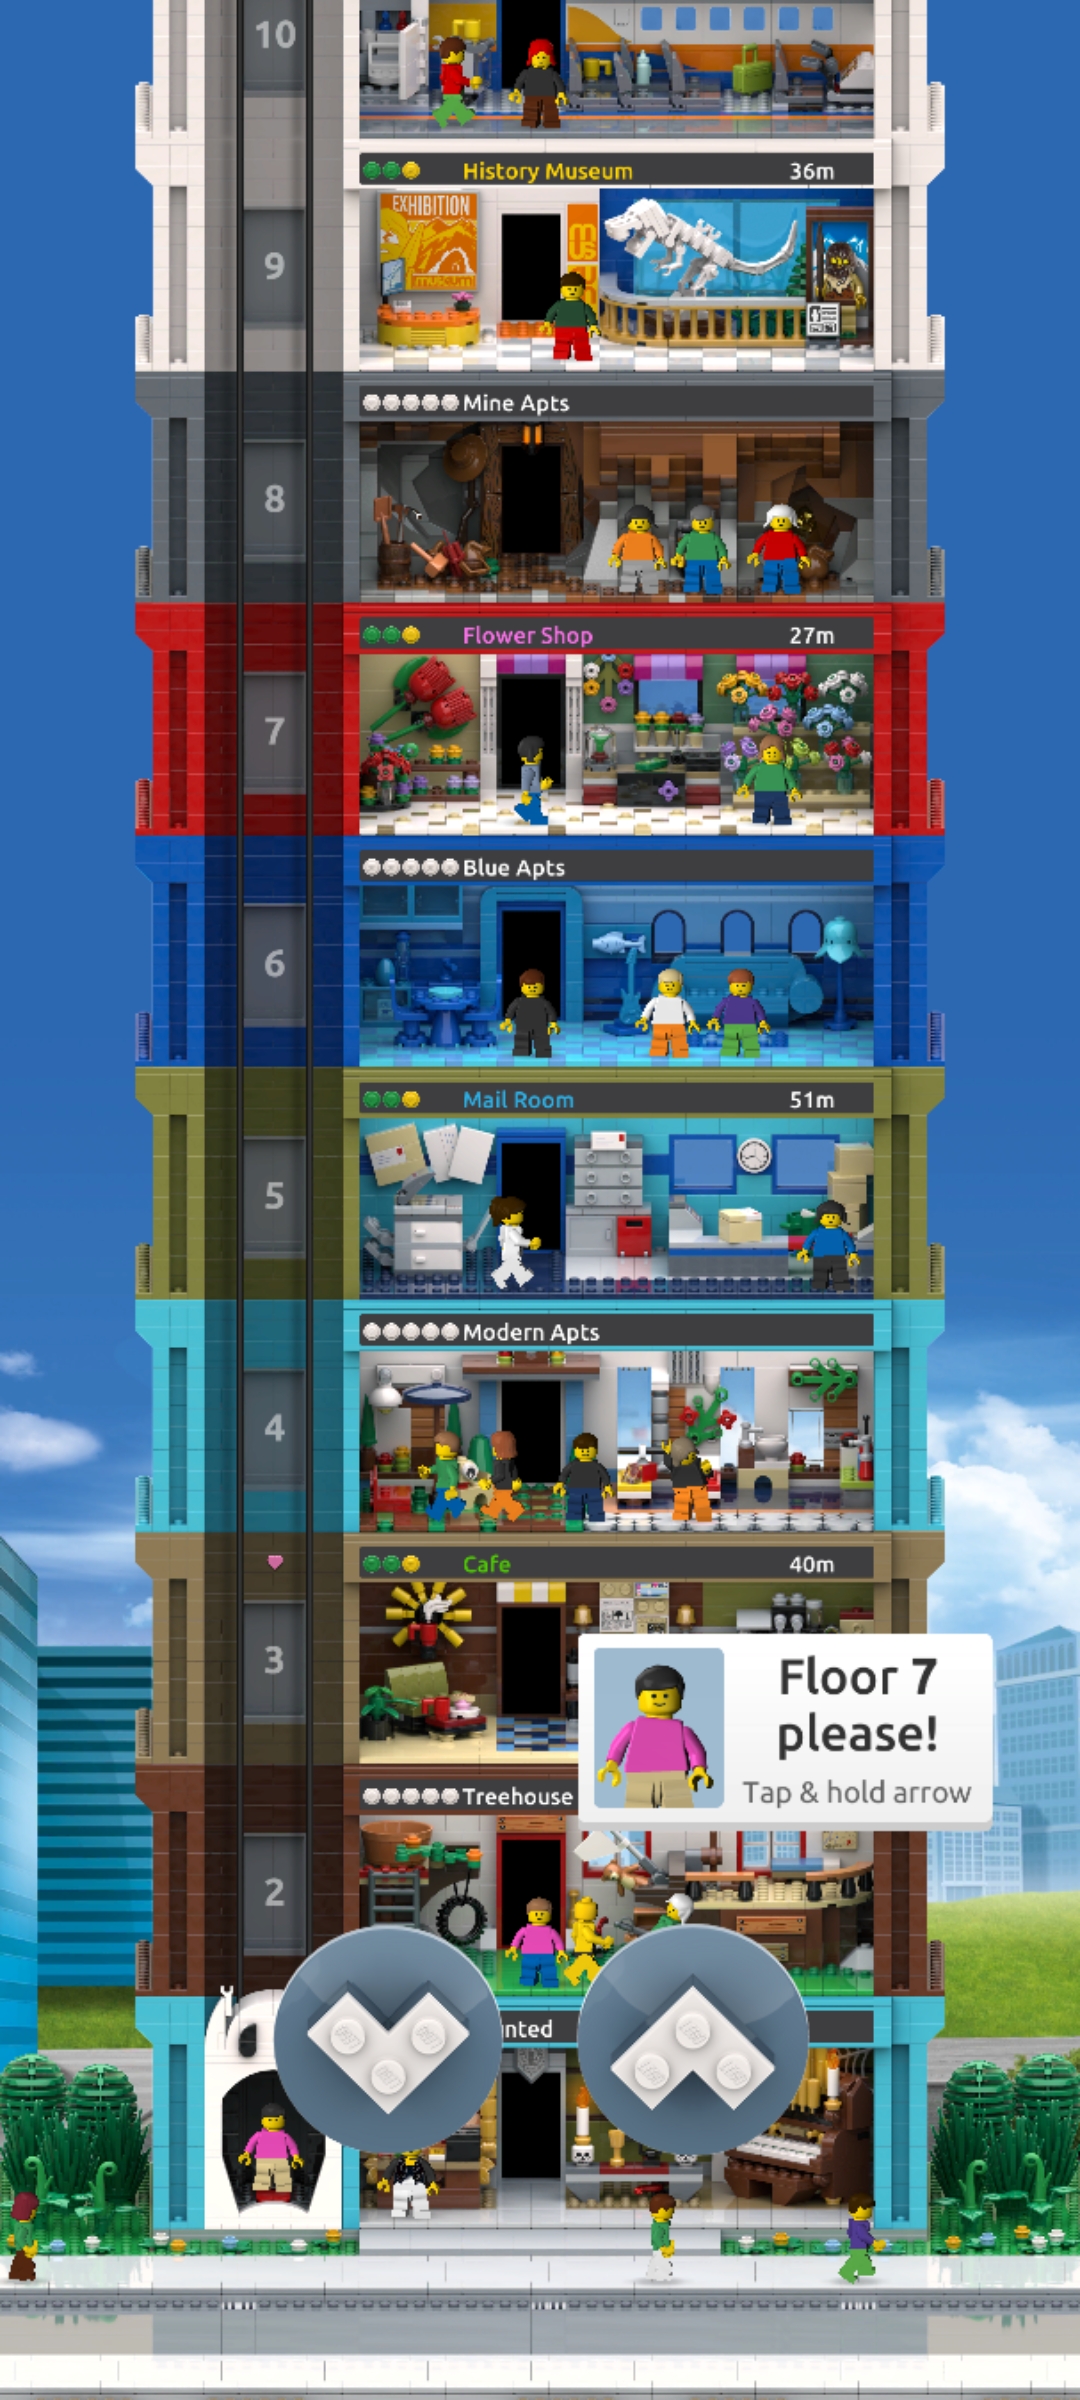 10
History Museum 36m
EXHIBITION
museum
9
Mine Apts
8
Flower Shop 27m
7
Blue Apts
6
Mail Room 51m
5
Modern Apts
4
Cafe 40m
3
Floor 7
please!
Tap & hold arrow
Treehouse
2
nted